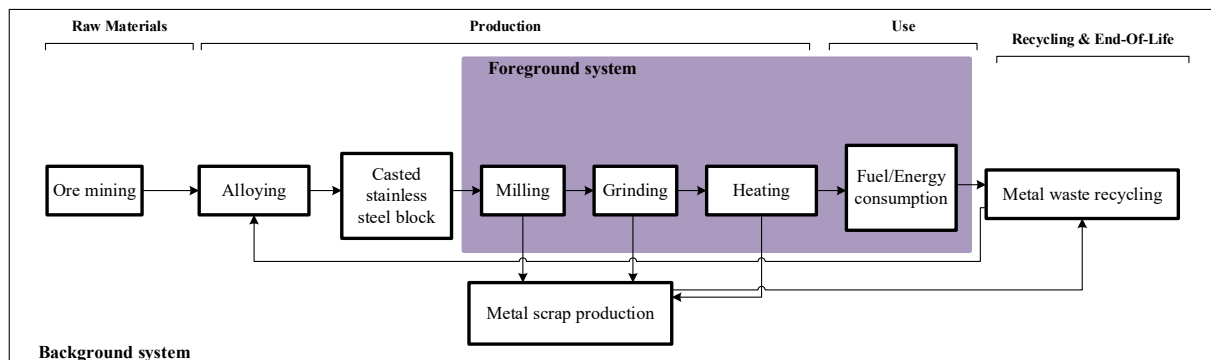 Raw Materials
Production
Use
Recycling & End-Of-Life
Foreground system
Ore mining
Alloying
Casted
stainless
steel block
Milling
Grinding
Heating
Fuel/Energy
consumption
Metal waste recycling
Metal scrap production
Background system